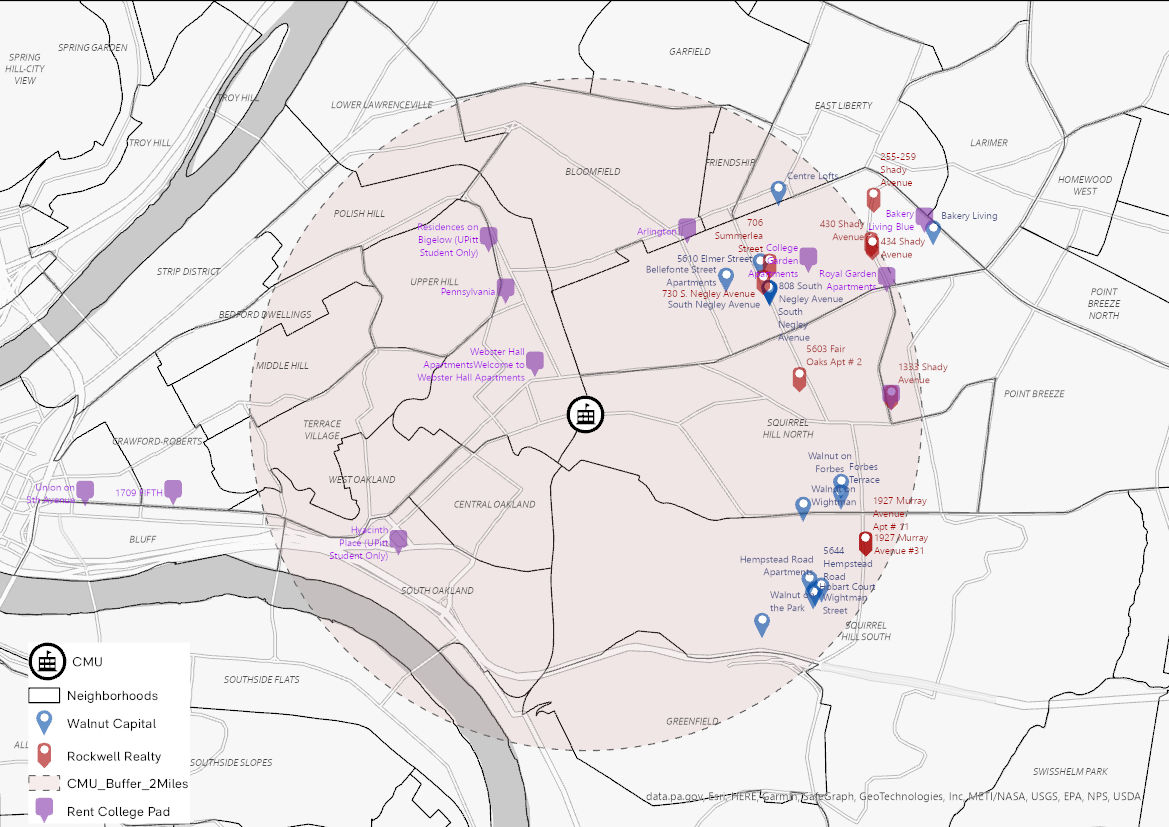 SPRING GARDEN
SPRING
HILL-CITY
VIEW
TROY HILL
TROY HILL
LOWER LAWRENCEVILLE
GARFIELD
EAST LIBERTY
LARIMER
HOMEWOOD
WEST
BLOOMFIELD
FRIENDSHIP
Centre Lofts
255-259
Shady
Avenue
POLISH HILL
Residences on
Bigelow (UPitt
Student Only)
Arlington
706
Summerlea
Street
430 Shady
Avenue
434 Shady
Avenue
Bakery
Living Blue
Bakery Living
College
Garden
Apartments
5610 Elmer Street
Bellefonte Street
Apartments
730 S. Negley Avenue
South Negley Avenue
808 South
Negley Avenue
South
Negley
Avenue
Royal Garden
Apartments
STRIP DISTRICT
UPPER HILL
Pennsylvania
BEDFORD DWELLINGS
POINT
BREEZE
NORTH
MIDDLE HILL
Webster Hall
ApartmentsWelcome to
Webster Hall Apartments
5603 Fair
Oaks Apt # 2
1333 Shady
Avenue
POINT BREEZE
TERRACE
VILLAGE
CRAWFORD-ROBERTS
SQUIRREL
HILL NORTH
WEST OAKLAND
CENTRAL OAKLAND
Walnut on
Forbes
Forbes
Terrace
Walnut on
Wightman
Union on
5th Avenue
1709 FIFTH
BLUFF
Hyacinth
Place (UPitt
Student Only)
1927 Murray
Avenue
Apt # 11
1927 Murray
Avenue #31
SOUTH OAKLAND
Hempstead Road
Apartments
5644
Hempstead
Road
Hobart Court
Wightman
Street
Walnut on
the Park
SQUIRREL
HILL SOUTH
SOUTHSIDE FLATS
GREENFIELD
SOUTHSIDE SLOPES
SWISSHELM PARK
ALL
CMU
Neighborhoods
Walnut Capital
Rockwell Realty
CMU_Buffer_2Miles
Rent College Pad
data.pa.gov, Esri, HERE, Garmin, SafeGraph, GeoTechnologies, Inc, METI/NASA, USGS, EPA, NPS, USDA